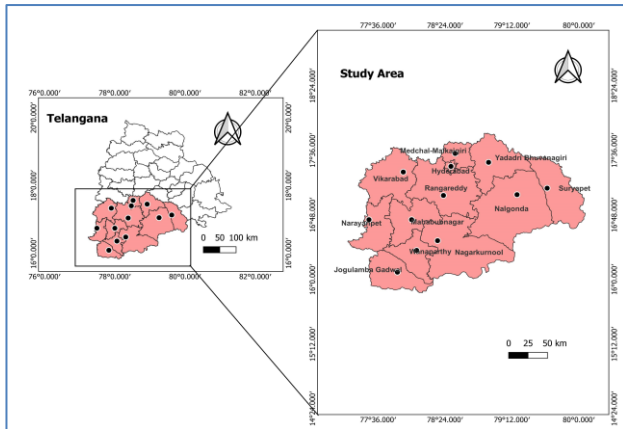 76°0.000' 78°0.000' 80°0.000' 82°0.000'
Telangana
20°0.000'
18°0.000'
16°0.000'
20°0.000'
18°0.000'
16°0.000'
0 50 100 km
76°0.000' 78°0.000' 80°0.000' 82°0.000'
77°36.000' 78°24.000' 79°12.000' 80°0.000'
Study Area
18°24.000'
17°36.000'
16°48.000'
16°0.000'
15°12.000'
14°24.000'
18°24.000'
17°36.000'
16°48.000'
16°0.000'
15°12.000'
14°24.000'
Medchal-Malkajgiri
Yadadri Bhuvanagiri
Hyderabad
Vikarabad
Rangareddy
Suryapet
Nalgonda
Narayanpet
Mahabubnagar
Wanaparthy
Nagarkurnool
Jogulamba Gadwal
0 25 50 km
77°36.000' 78°24.000' 79°12.000' 80°0.000'